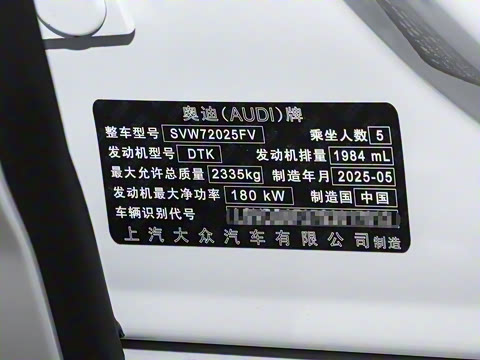 奥迪(AUDI)牌
整车型号 SVW72025FV 乘坐人数 5
发动机型号 DTK 发动机排量 1984 mL
最大允许总质量 2335kg 制造年月 2025-05
发动机最大净功率 180 kW 制造国 中国
车辆识别代号
上汽大众汽车有限公司制造